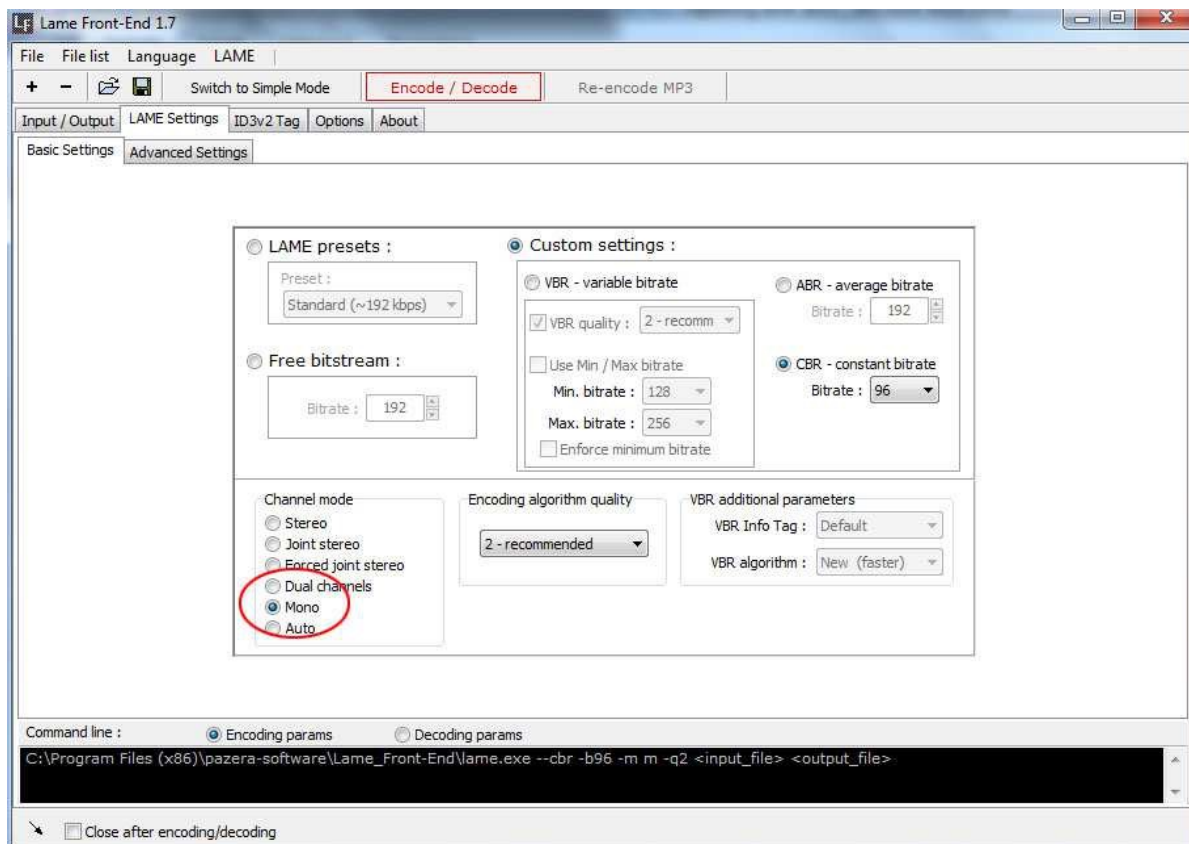 LF Lame Front-End 1.7
File File list Language LAME
+ - Switch to Simple Mode Encode / Decode Re-encode MP3
Input / Output LAME Settings ID3v2 Tag Options About
Basic Settings Advanced Settings
LAME presets :
Preset :
Standard (~192 kbps)
Free bitstream :
Bitrate : 192
Custom settings :
VBR - variable bitrate
VBR quality : 2 - recomm
Use Min / Max bitrate
Min. bitrate : 128
Max. bitrate : 256
Enforce minimum bitrate
ABR - average bitrate
Bitrate : 192
CBR - constant bitrate
Bitrate : 96
Channel mode
Stereo
Joint stereo
Forced joint stereo
Dual channels
Mono
Auto
Encoding algorithm quality
2 - recommended
VBR additional parameters
VBR Info Tag : Default
VBR algorithm : New (faster)
Command line : Encoding params Decoding params
C:\Program Files (x86)\pazera-software\Lame_Front-End\lame.exe --cbr -b96 -m m -q2 <input_file> <output_file>
Close after encoding/decoding